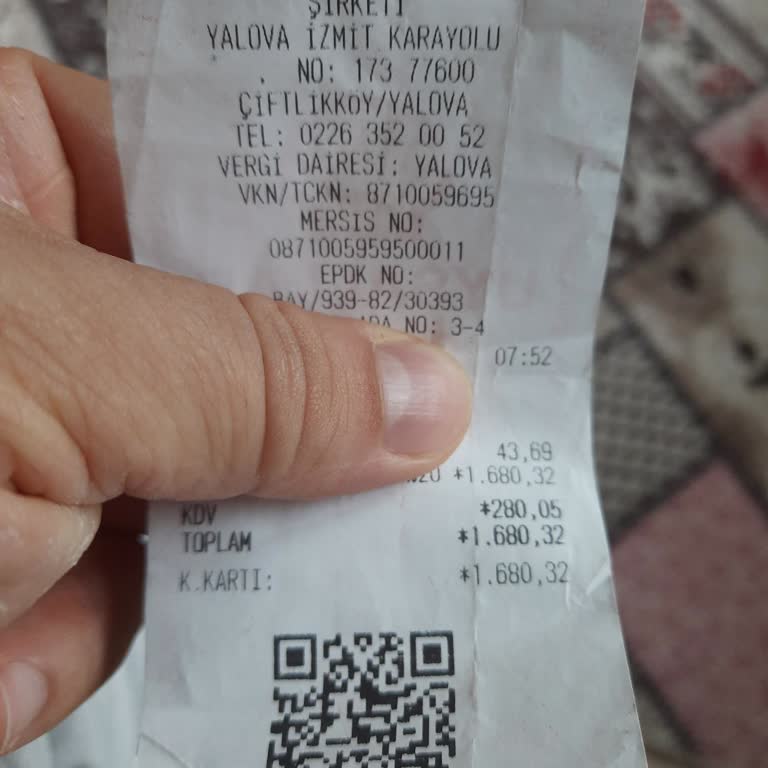 ŞİRKETİ
YALOVA İZMİT KARAYOLU
NO: 173 77600
ÇİFTLİKKÖY/YALOVA
TEL: 0226 352 00 52
VERGİ DAİRESİ: YALOVA
VKN/TCKN: 8710059695
MERSIS NO:
0871005959500011
EPDK NO:
BAY/939-82/30393
NO: 3-4
07:52
43,69
%20 *1.680,32
KDV *280,05
TOPLAM *1.680,32
K.KARTI: *1.680,32